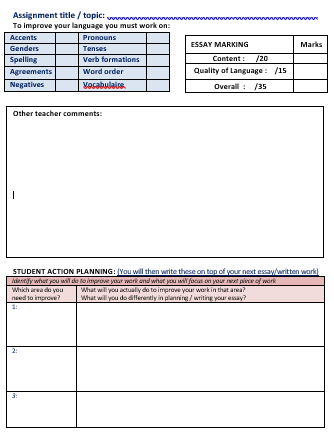 Assignment title / topic:
To improve your language you must work on:
Accents Pronouns
Genders Tenses
Spelling Verb formations
Agreements Word order
Negatives Vocabulaire
ESSAY MARKING Marks
Content : /20
Quality of Language : /15
Overall : /35
Other teacher comments:
STUDENT ACTION PLANNING: (You will then write these on top of your next essay/written work)
Identify what you will do to improve your work and what you will focus on your next piece of work
Which area do you need to improve?
What will you actually do to improve your work in that area?
What will you do differently in planning / writing your essay?
1:
2:
3: